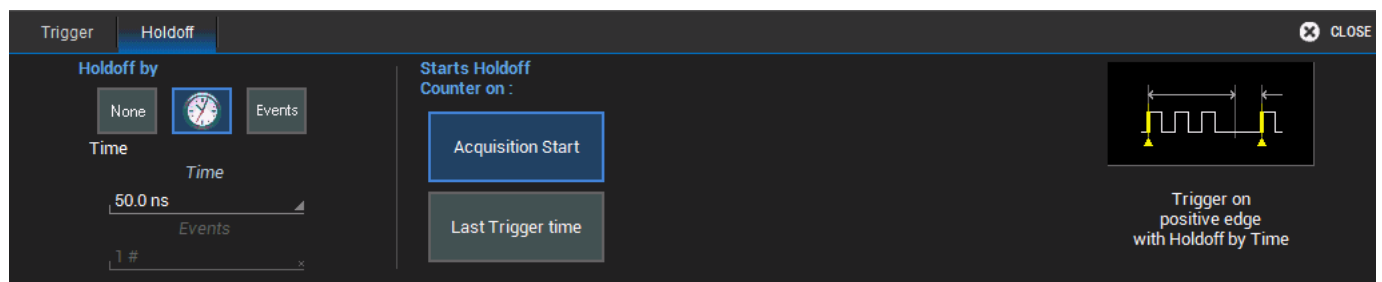 Trigger
Holdoff
CLOSE
Holdoff by
None
Events
Time
Time
50.0 ns
Events
1 #
Starts Holdoff
Counter on :
Acquisition Start
Last Trigger time
Trigger on
positive edge
with Holdoff by Time